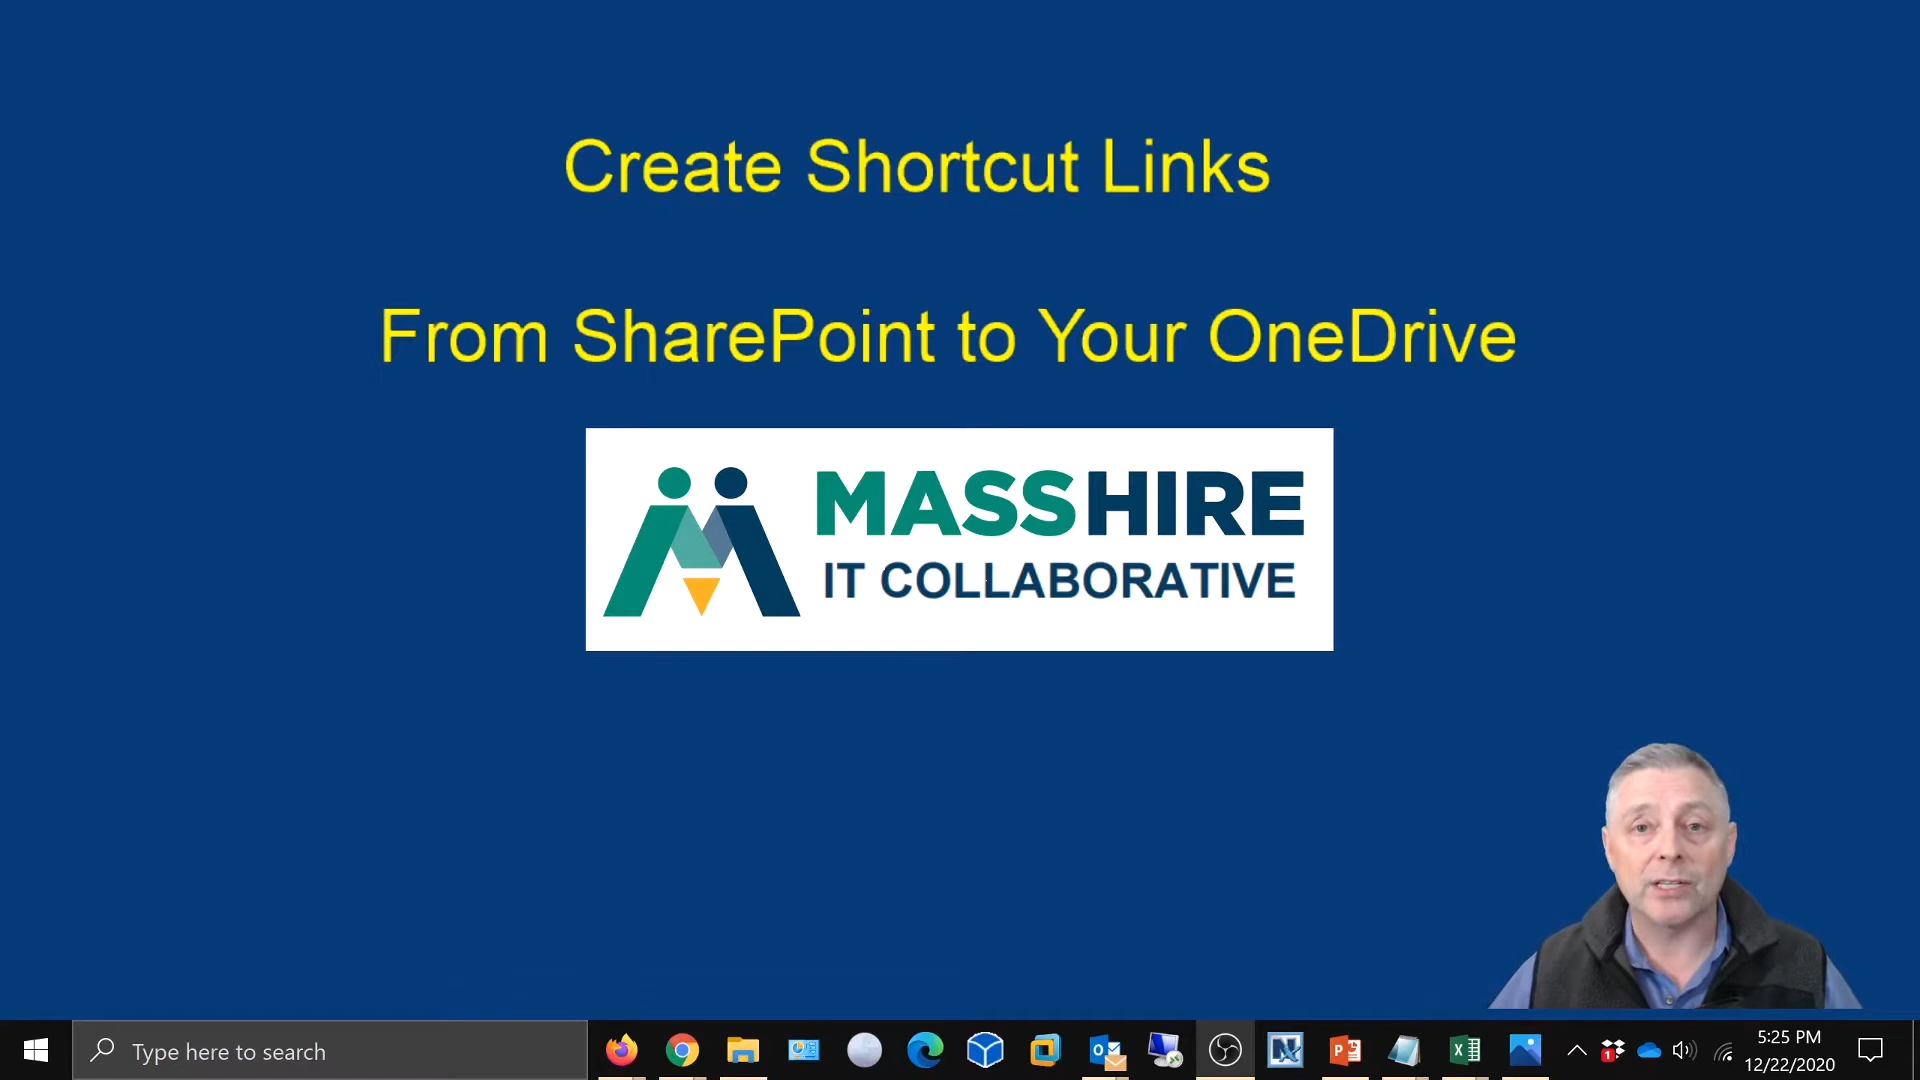 Create Shortcut Links
From SharePoint to Your OneDrive
MASSHIRE
IT COLLABORATIVE
Type here to search
1
5:25 PM
12/22/2020